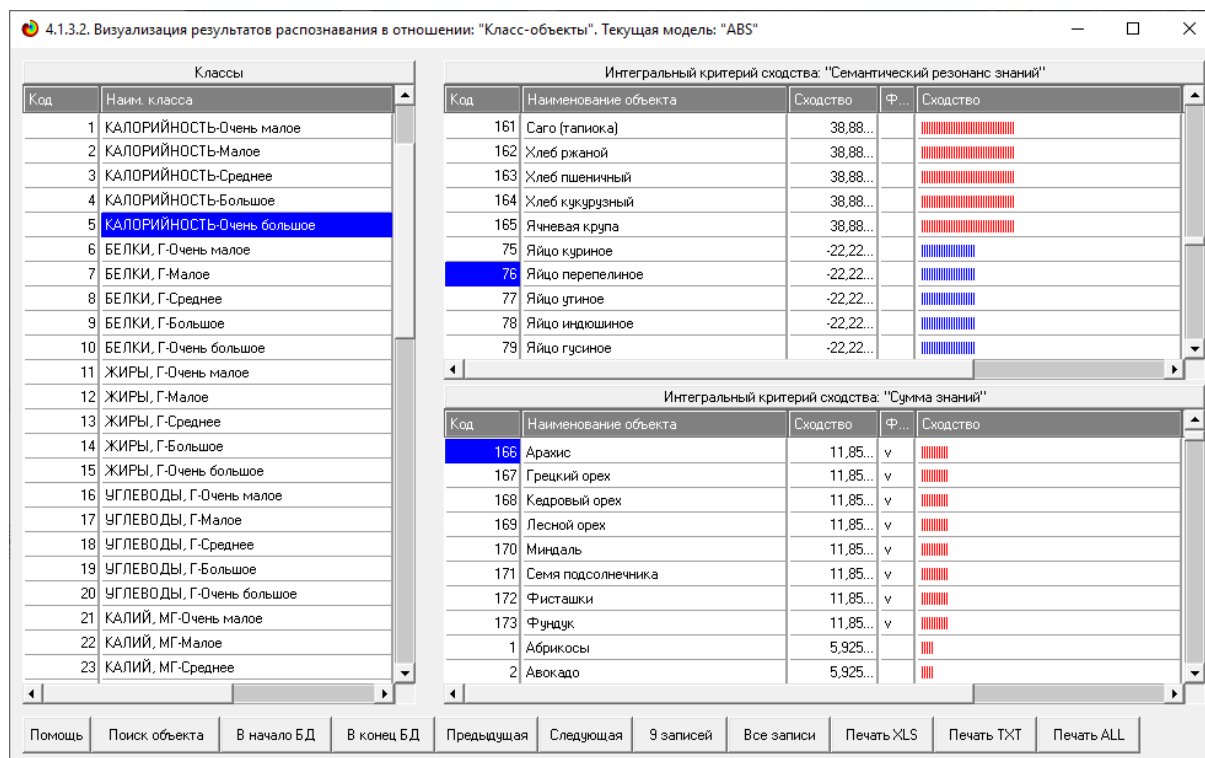 4.1.3.2. Визуализация результатов распознавания в отношении: "Класс-объекты". Текущая модель: "ABS"
Классы
Код Наим. класса
1 КАЛОРИЙНОСТЬ-Очень малое
2 КАЛОРИЙНОСТЬ-Малое
3 КАЛОРИЙНОСТЬ-Среднее
4 КАЛОРИЙНОСТЬ-Большое
5 КАЛОРИЙНОСТЬ-Очень большое
6 БЕЛКИ, Г-Очень малое
7 БЕЛКИ, Г-Малое
8 БЕЛКИ, Г-Среднее
9 БЕЛКИ, Г-Большое
10 БЕЛКИ, Г-Очень большое
11 ЖИРЫ, Г-Очень малое
12 ЖИРЫ, Г-Малое
13 ЖИРЫ, Г-Среднее
14 ЖИРЫ, Г-Большое
15 ЖИРЫ, Г-Очень большое
16 УГЛЕВОДЫ, Г-Очень малое
17 УГЛЕВОДЫ, Г-Малое
18 УГЛЕВОДЫ, Г-Среднее
19 УГЛЕВОДЫ, Г-Большое
20 УГЛЕВОДЫ, Г-Очень большое
21 КАЛИЙ, МГ-Очень малое
22 КАЛИЙ, МГ-Малое
23 КАЛИЙ, МГ-Среднее
Интегральный критерий сходства: "Семантический резонанс знаний"
Код Наименование объекта Сходство Ф... Сходство
161 Саго (тапиока) 38,88...
162 Хлеб ржаной 38,88...
163 Хлеб пшеничный 38,88...
164 Хлеб кукурузный 38,88...
165 Ячневая крупа 38,88...
75 Яйцо куриное -22,22...
76 Яйцо перепелиное -22,22...
77 Яйцо утиное -22,22...
78 Яйцо индюшиное -22,22...
79 Яйцо гусиное -22,22...
Интегральный критерий сходства: "Сумма знаний"
Код Наименование объекта Сходство Ф... Сходство
166 Арахис 11,85... v
167 Грецкий орех 11,85... v
168 Кедровый орех 11,85... v
169 Лесной орех 11,85... v
170 Миндаль 11,85... v
171 Семя подсолнечника 11,85... v
172 Фисташки 11,85... v
173 Фундук 11,85... v
1 Абрикосы 5,925...
2 Авокадо 5,925...
Помощь Поиск объекта В начало БД В конец БД Предыдущая Следующая 9 записей Все записи Печать XLS Печать TXT Печать ALL